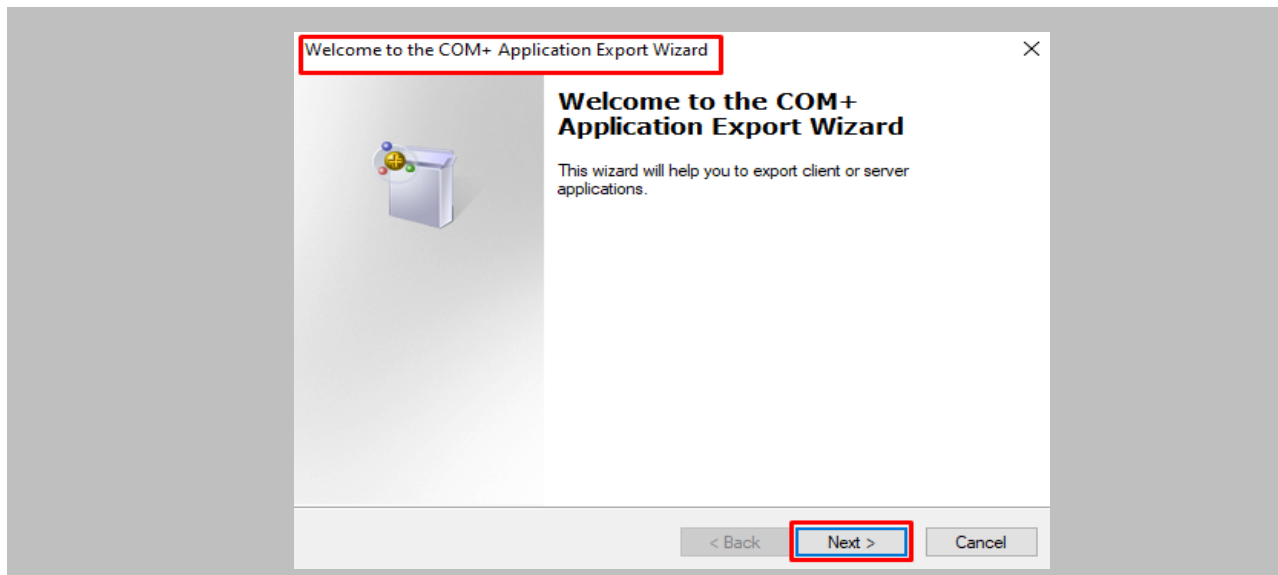 Welcome to the COM+ Application Export Wizard
Welcome to the COM+
Application Export Wizard
This wizard will help you to export client or server
applications.
< Back
Next >
Cancel